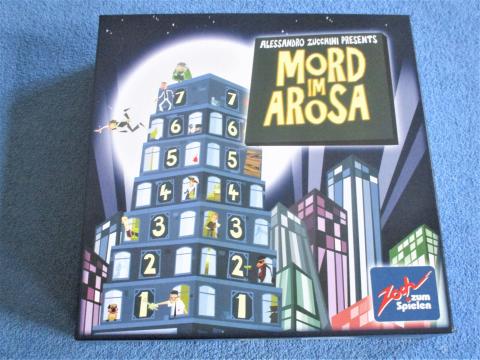 ALESSANDRO ZUCCHINI PRESENTS
MORD
IM
AROSA
7 7
6 6
5 5
4 4
3 3
2 2
1 1
Zoch
zum
Spielen